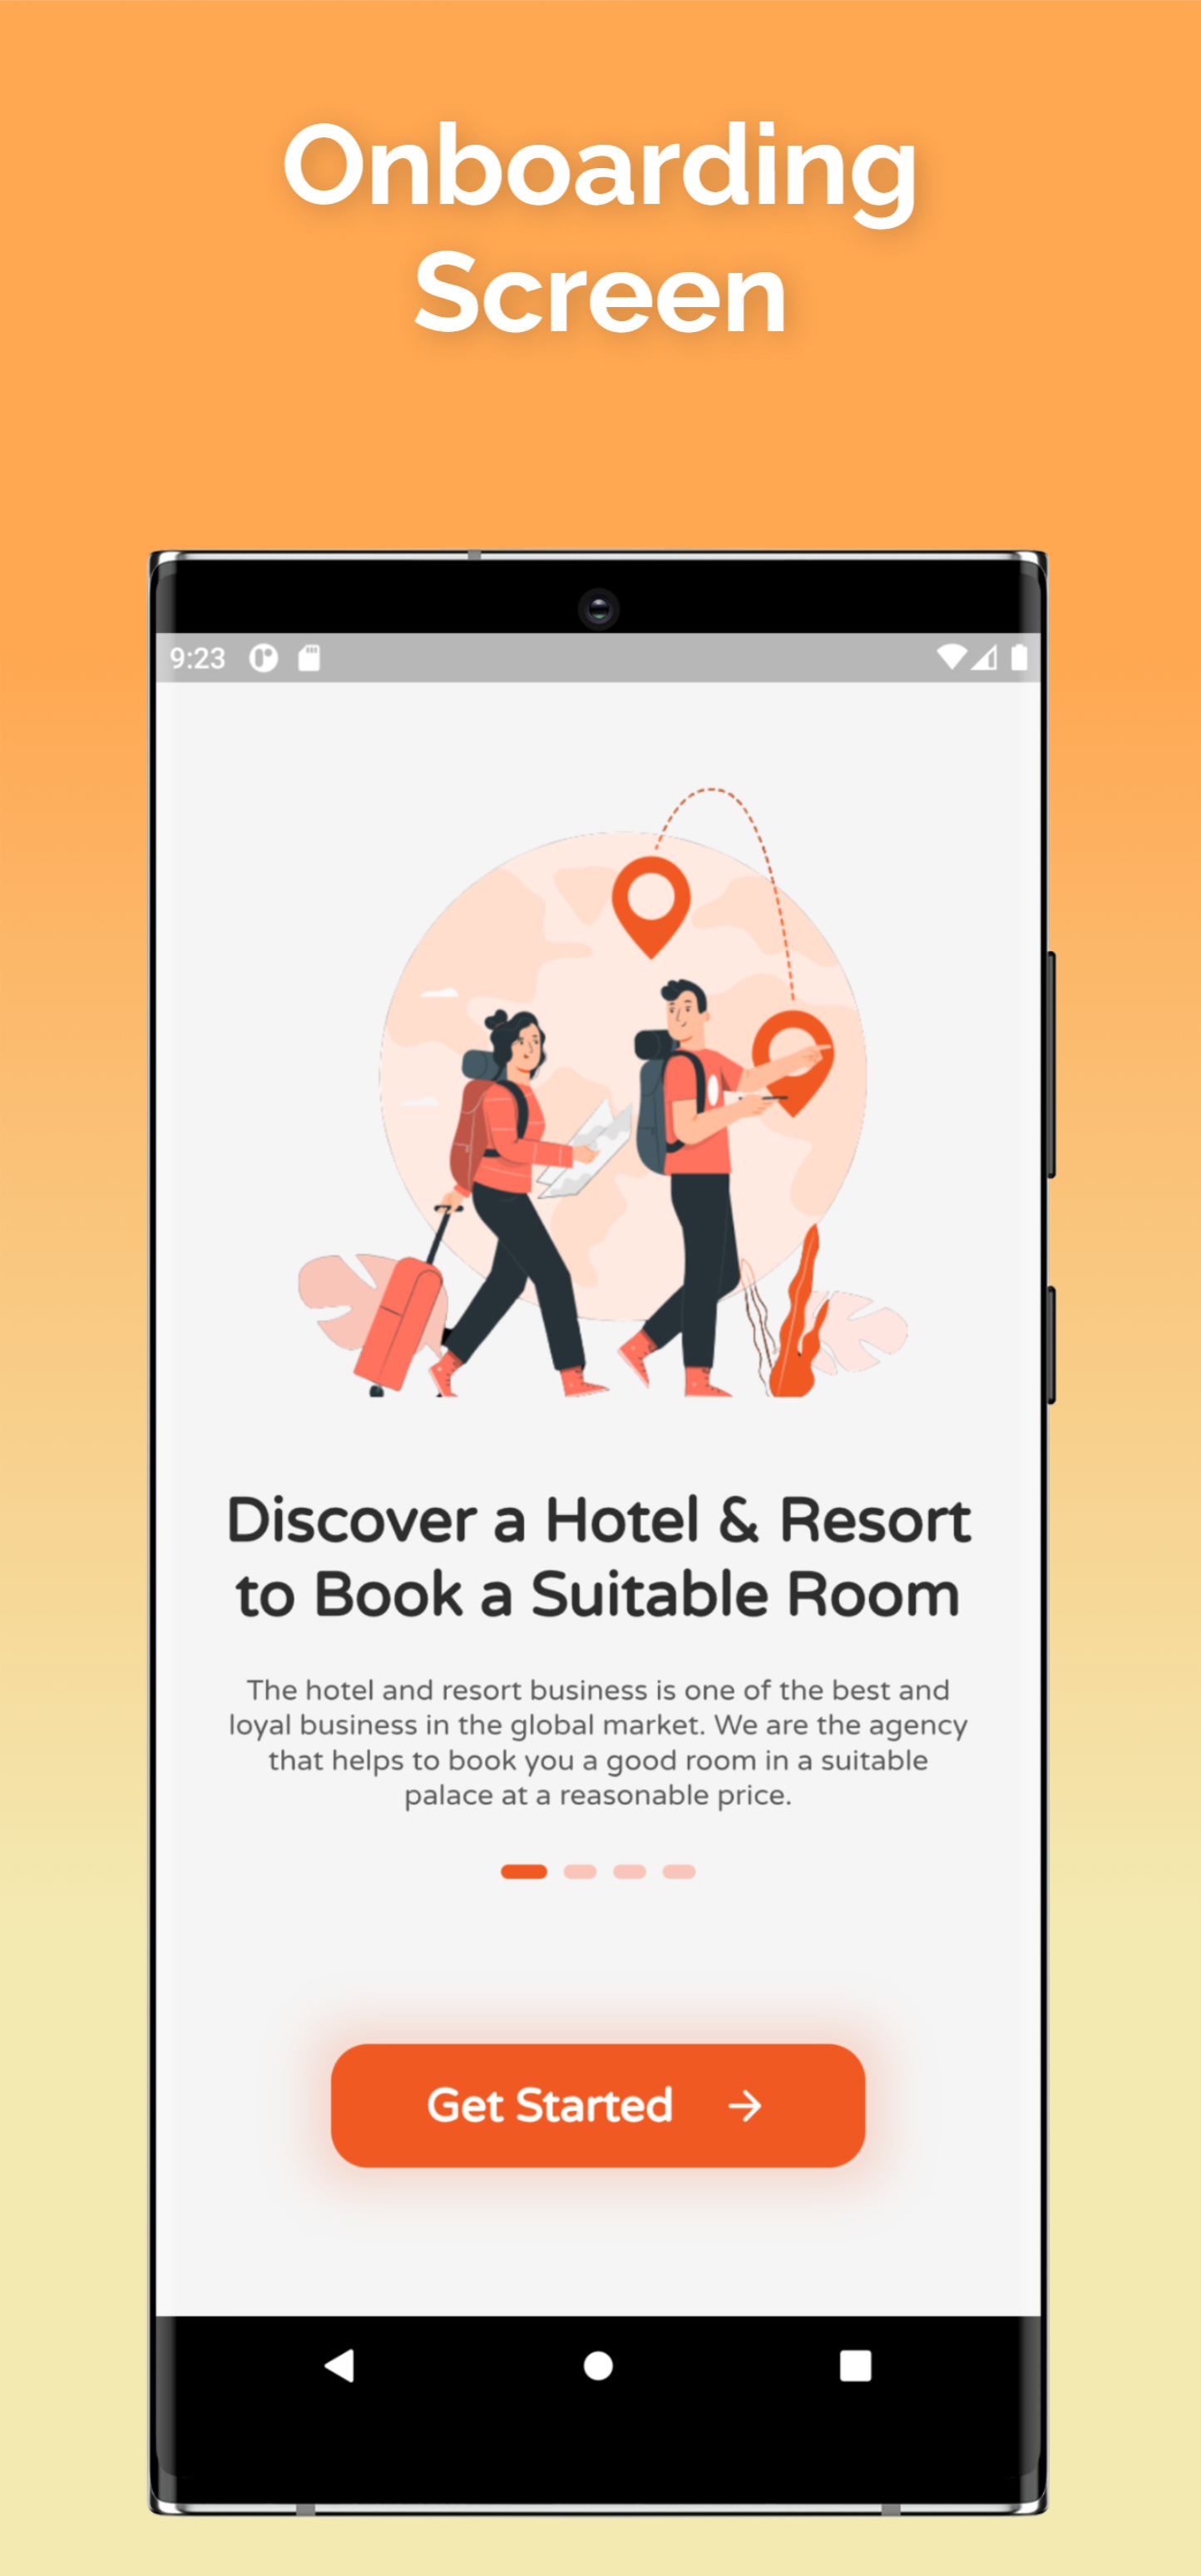 Onboarding
Screen
9:23
Discover a Hotel & Resort
to Book a Suitable Room
The hotel and resort business is one of the best and
loyal business in the global market. We are the agency
that helps to book you a good room in a suitable
palace at a reasonable price.
Get Started